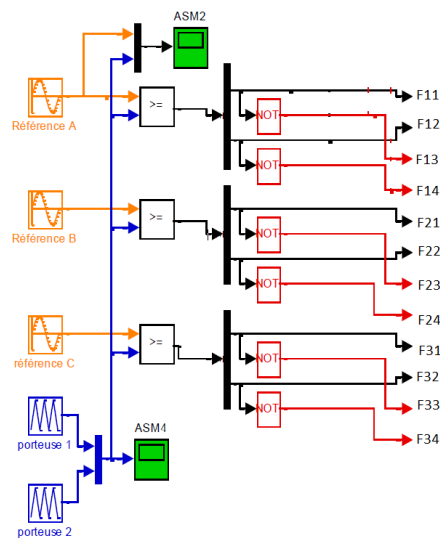 ASM2
>=
Référence A
NOT
NOT
F11
F12
F13
F14
>=
Référence B
NOT
NOT
F21
F22
F23
F24
>=
référence C
NOT
NOT
F31
F32
F33
F34
porteuse 1
ASM4
porteuse 2